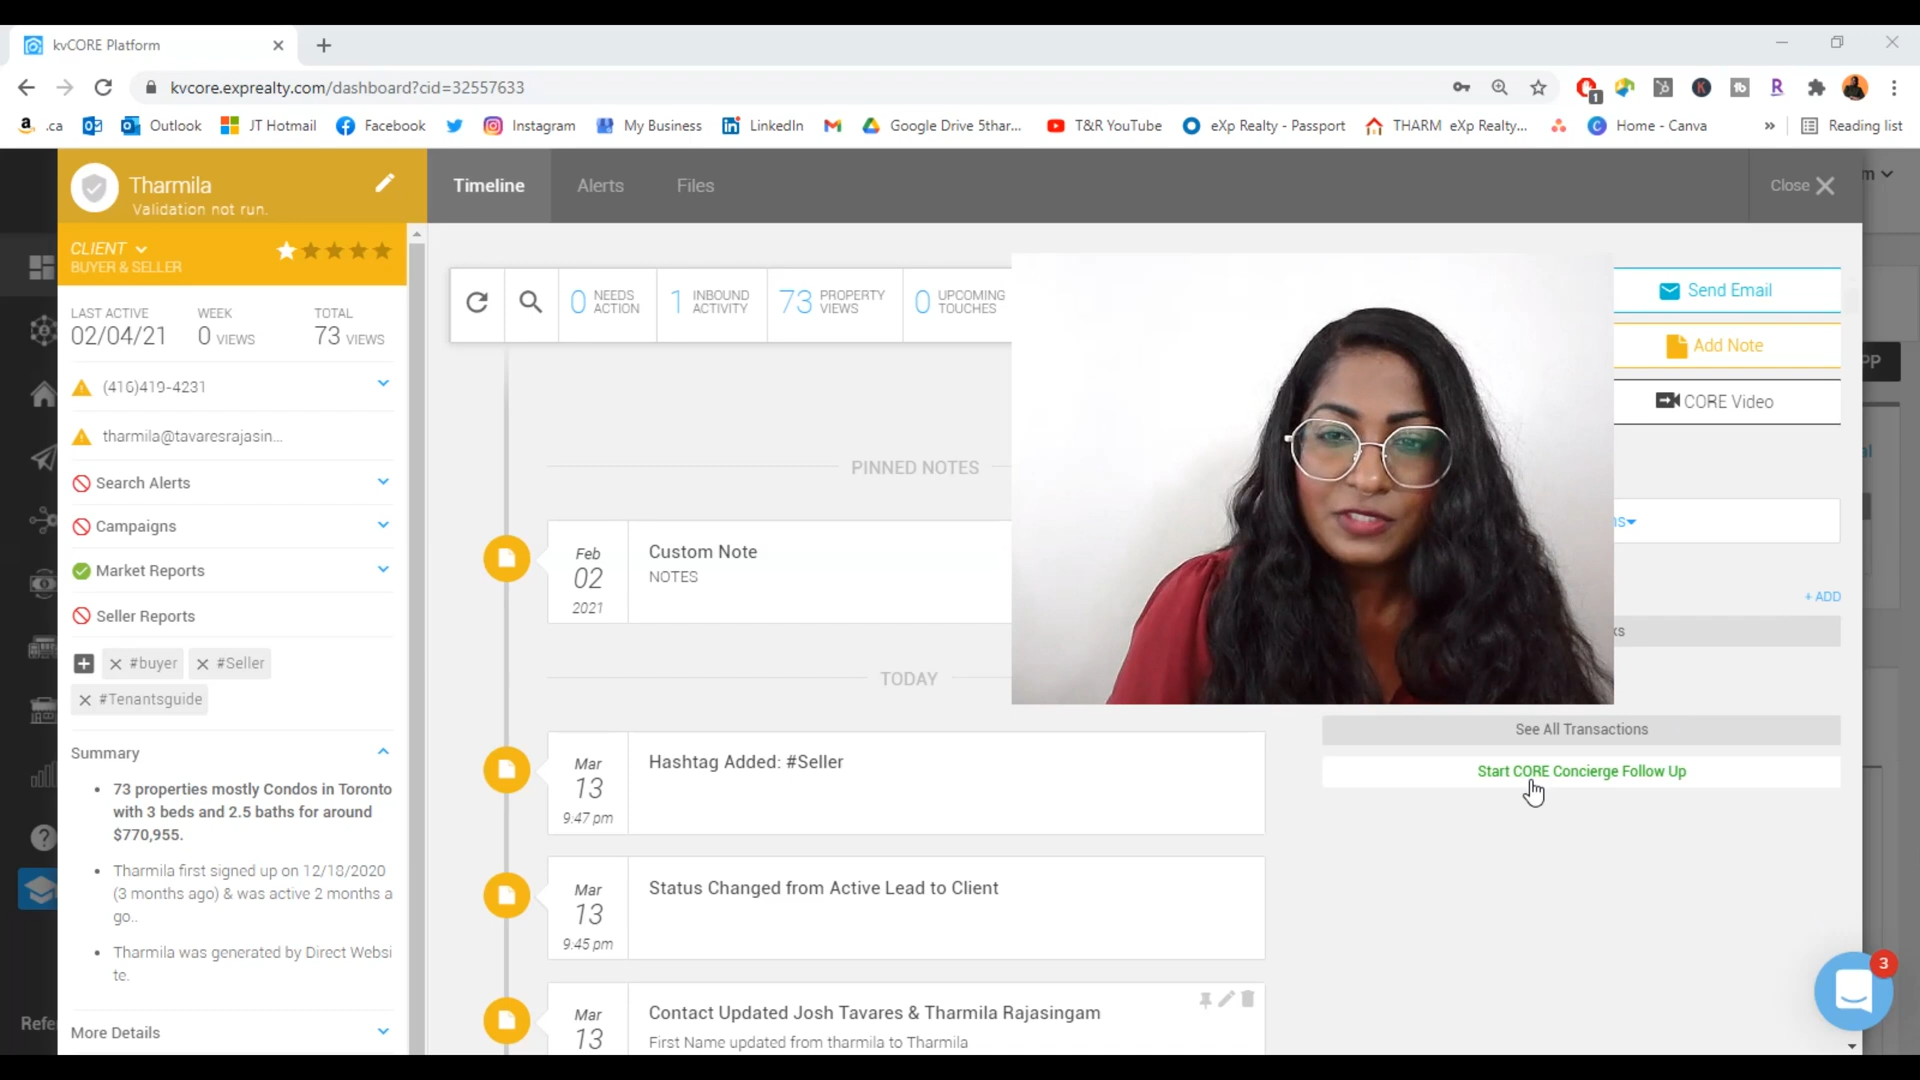 kvCORE Platform
kvcore.exprealty.com/dashboard?cid=32557633
1
.ca
Outlook
JT Hotmail
Facebook
Instagram
My Business
LinkedIn
Google Drive 5thar...
T&R YouTube
eXp Realty - Passport
THARM eXp Realty...
Home - Canva
»
Reading list
Tharmila
Validation not run.
Timeline
Alerts
Files
Close
CLIENT
BUYER & SELLER
LAST ACTIVE
02/04/21
WEEK
0 VIEWS
TOTAL
73 VIEWS
(416)419-4231
tharmila@tavaresrajasin...
Search Alerts
Campaigns
Market Reports
Seller Reports
#buyer
#Seller
#Tenantsguide
Summary
• 73 properties mostly Condos in Toronto
with 3 beds and 2.5 baths for around
$770,955.
• Tharmila first signed up on 12/18/2020
(3 months ago) & was active 2 months a
go..
• Tharmila was generated by Direct Websi
te.
More Details
0 NEEDS ACTION
1 INBOUND ACTIVITY
73 PROPERTY VIEWS
0 UPCOMING TOUCHES
PINNED NOTES
Feb
02
2021
Custom Note
NOTES
TODAY
Mar
13
9:47 pm
Hashtag Added: #Seller
Mar
13
9:45 pm
Status Changed from Active Lead to Client
Mar
13
Contact Updated Josh Tavares & Tharmila Rajasingam
First Name updated from tharmila to Tharmila
Send Email
Add Note
CORE Video
+ ADD
See All Transactions
Start CORE Concierge Follow Up
3